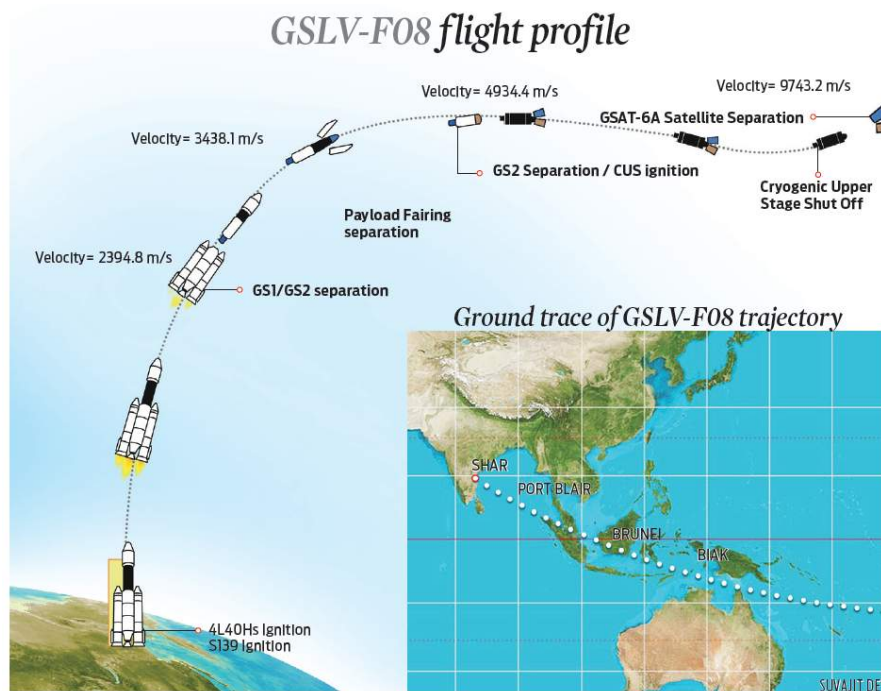 GSLV-F08 flight profile
Velocity= 9743.2 m/s
Velocity= 4934.4 m/s
GSAT-6A Satellite Separation
Velocity= 3438.1 m/s
GS2 Separation / CUS ignition
Cryogenic Upper
Stage Shut Off
Payload Fairing
separation
Velocity= 2394.8 m/s
GS1/GS2 separation
Ground trace of GSLV-F08 trajectory
SHAR
PORT BLAIR
BRUNEI
BIAK
4L40Hs Ignition
S139 Ignition
SUVAJIT DE